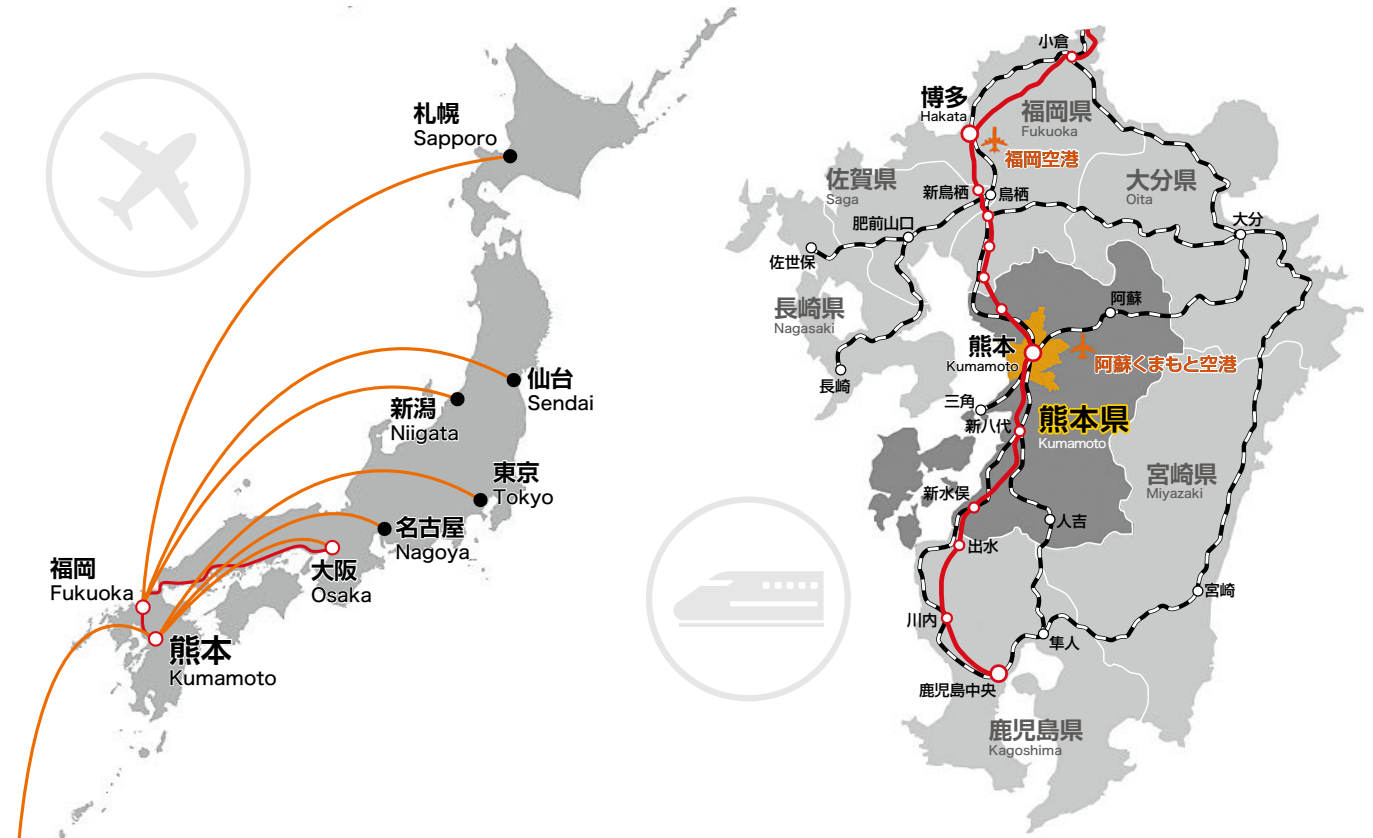 札幌
Sapporo
仙台
Sendai
新潟
Niigata
東京
Tokyo
名古屋
Nagoya
大阪
Osaka
福岡
Fukuoka
熊本
Kumamoto
小倉
博多
Hakata
福岡県
Fukuoka
福岡空港
佐賀県
Saga
新鳥栖
鳥栖
大分県
Oita
肥前山口
大分
佐世保
長崎県
Nagasaki
阿蘇
熊本
Kumamoto
阿蘇くまもと空港
長崎
三角
熊本県
Kumamoto
新八代
宮崎県
Miyazaki
新水俣
人吉
出水
宮崎
川内
隼人
鹿児島中央
鹿児島県
Kagoshima